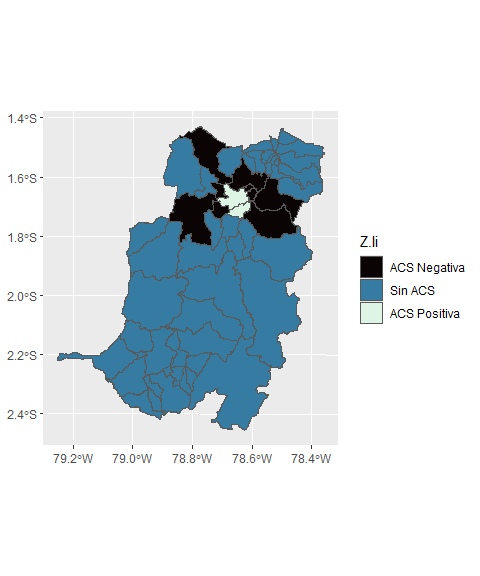 1.4°S
1.6°S
1.8°S
2.0°S
2.2°S
2.4°S
79.2°W
79.0°W
78.8°W
78.6°W
78.4°W
Z.Ii
ACS Negativa
Sin ACS
ACS Positiva